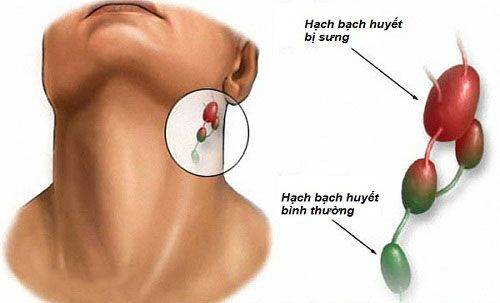 Hạch bạch huyết
bị sưng
Hạch bạch huyết
bình thường